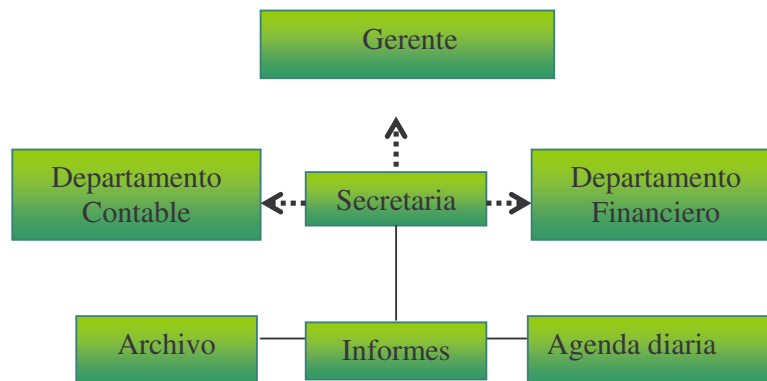 Gerente
Departamento
Contable
Secretaria
Departamento
Financiero
Archivo
Informes
Agenda diaria